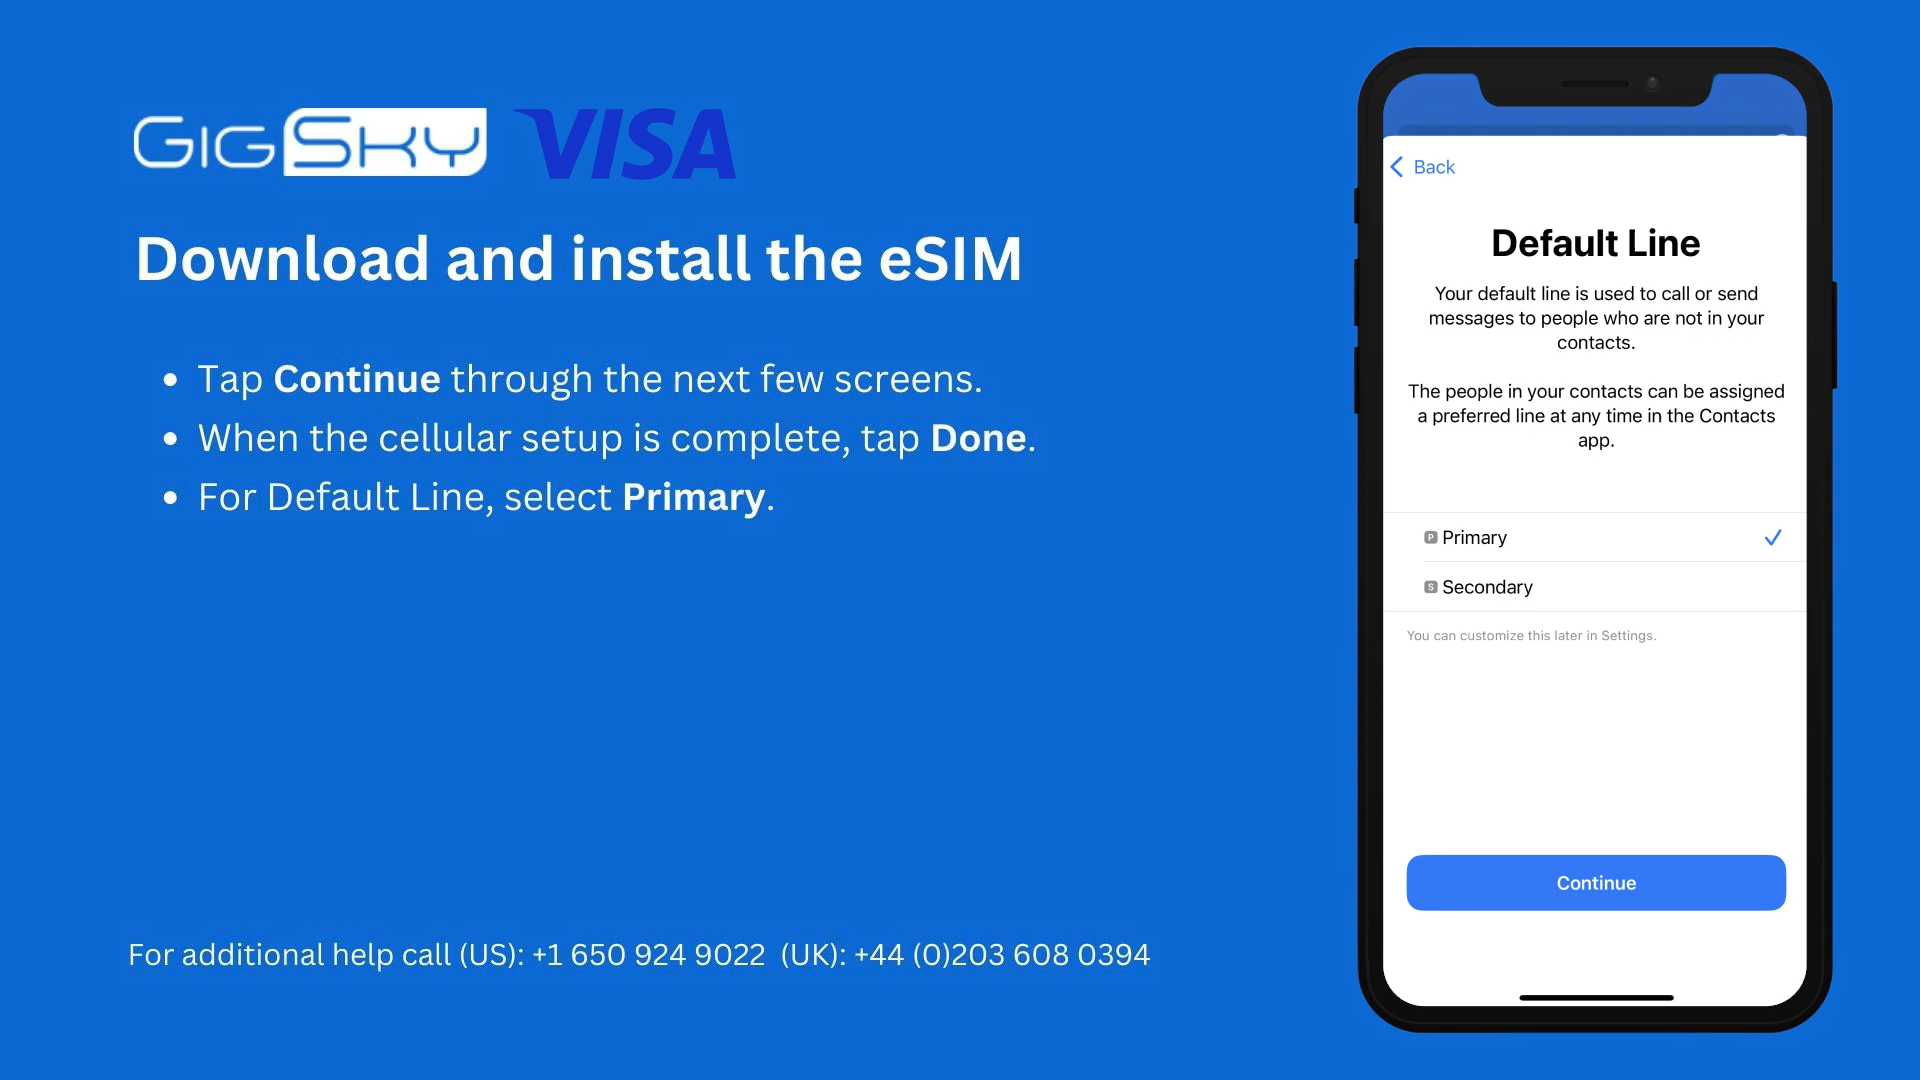 GIGSKY VISA
Download and install the eSIM
• Tap Continue through the next few screens.
• When the cellular setup is complete, tap Done.
• For Default Line, select Primary.
For additional help call (US): +1 650 924 9022  (UK): +44 (0)203 608 0394
Back
Default Line
Your default line is used to call or send
messages to people who are not in your
contacts.
The people in your contacts can be assigned
a preferred line at any time in the Contacts
app.
P Primary
S Secondary
You can customize this later in Settings.
Continue